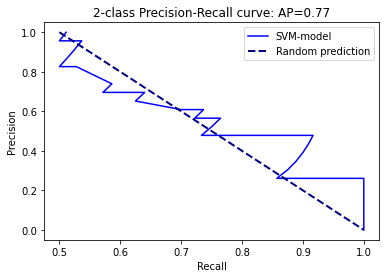 2-class Precision-Recall curve: AP=0.77
SVM-model
Random prediction
Precision
1.0
0.8
0.6
0.4
0.2
0.0
0.5 0.6 0.7 0.8 0.9 1.0
Recall